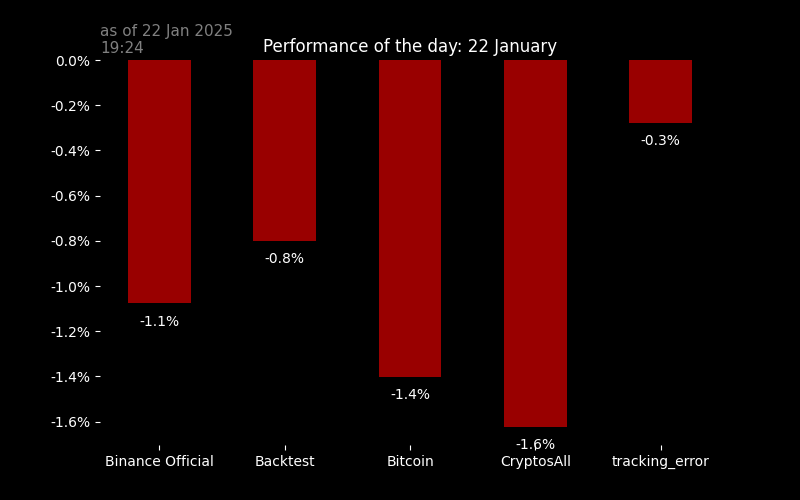 as of 22 Jan 2025
19:24
Performance of the day: 22 January
0.0%
-0.2%
-0.4%
-0.6%
-0.8%
-1.0%
-1.2%
-1.4%
-1.6%
-1.1%
-0.8%
-1.4%
-1.6%
-0.3%
Binance Official
Backtest
Bitcoin
CryptosAll
tracking_error